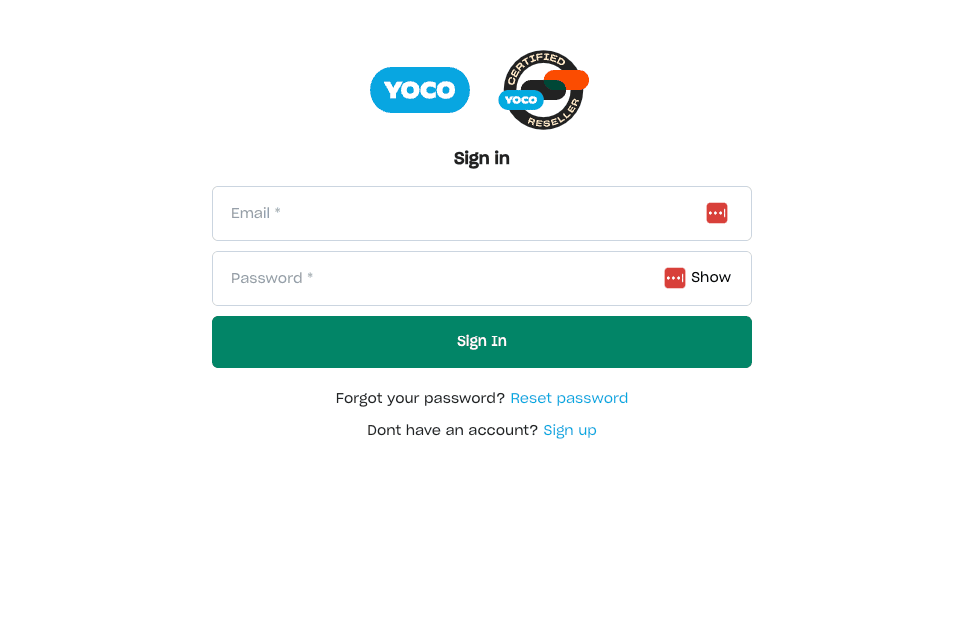 YOCO
CERTIFIED
YOCO
RESELLER
Sign in
Email *
Password *
Show
Sign In
Forgot your password? Reset password
Dont have an account? Sign up